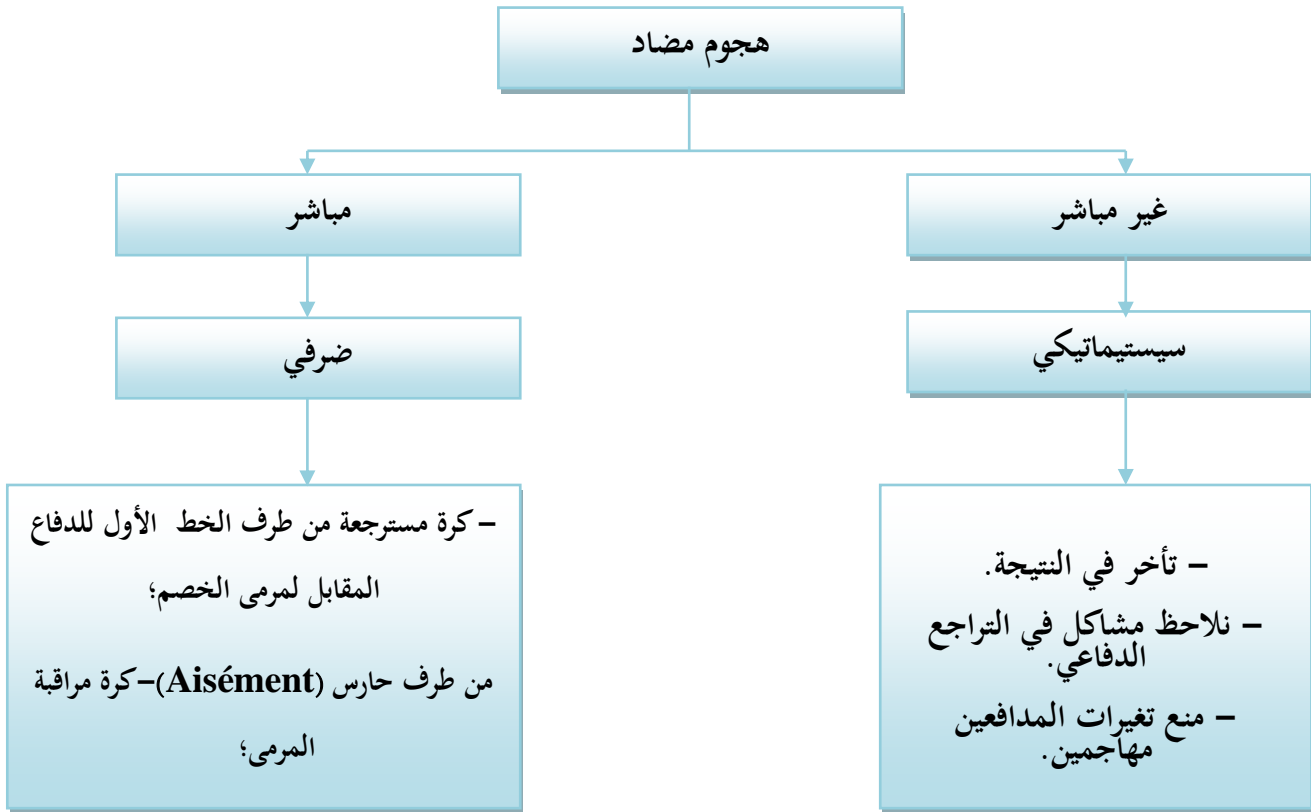 هجوم مضاد
غير مباشر
مباشر
سيستيماتيكي
ضرفي
– تأخر في النتيجة.
– نلاحظ مشاكل في التراجع
الدفاعي.
– منع تغيرات المدافعين
مهاجمين.
– كرة مسترجعة من طرف الخط الأول للدفاع
المقابل لمرمى الخصم؛
من طرف حارس (Aisément)–كرة مراقبة
المرمى؛